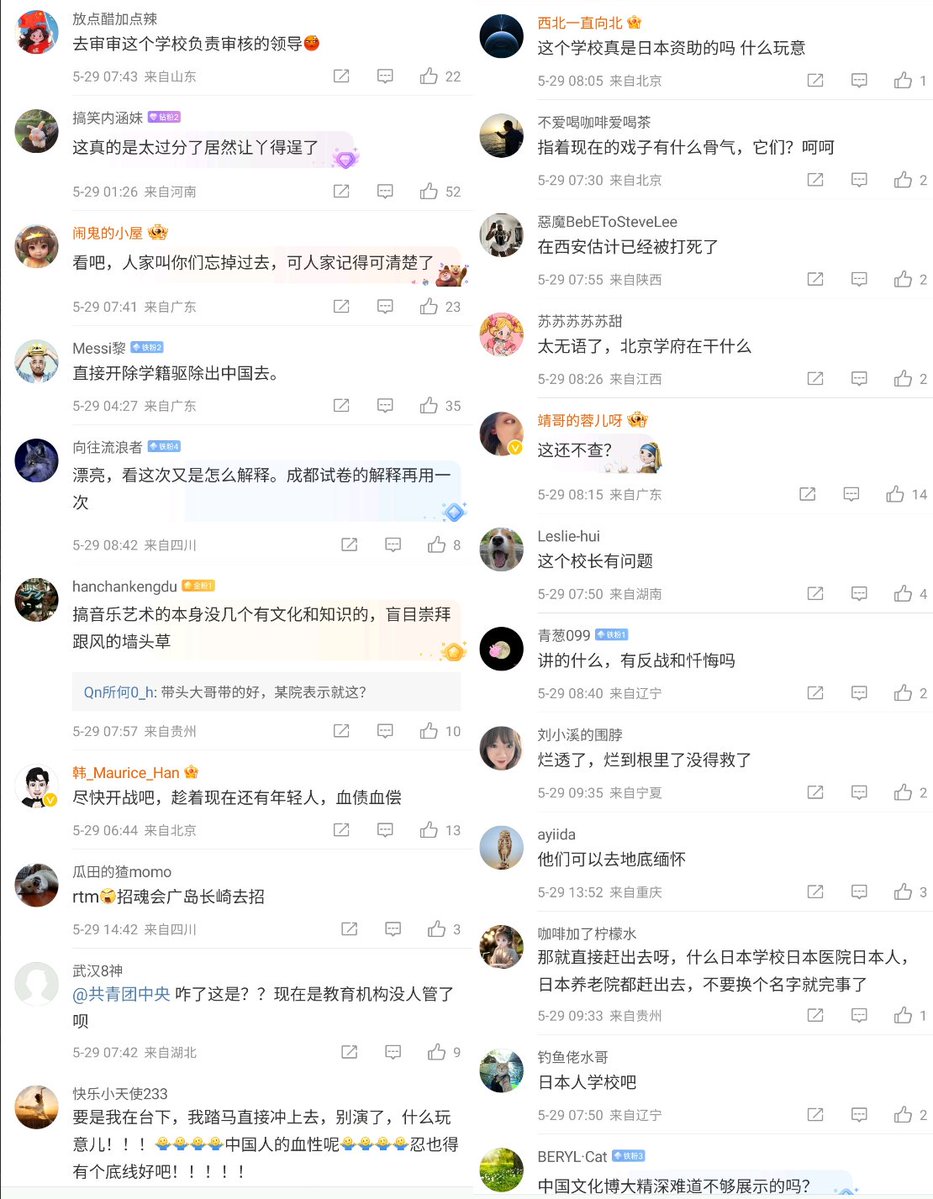 放点醋加点辣
去审审这个学校负责审核的领导
5-29 07:43 来自山东
22
搞笑内涵妹 钻粉2
这真的是太过分了居然让丫得逞了
5-29 01:26 来自河南
52
闹鬼的小屋
看吧，人家叫你们忘掉过去，可人家记得可清楚了
5-29 07:41 来自广东
23
Messi黎 铁粉2
直接开除学籍驱除出中国去。
5-29 04:27 来自广东
35
向往流浪者 铁粉4
漂亮，看这次又是怎么解释。成都试卷的解释再用一
次
5-29 08:42 来自四川
8
hanchankengdu 金粉1
搞音乐艺术的本身没几个有文化和知识的，盲目崇拜
跟风的墙头草
Qn所何0_h: 带头大哥带的好，某院表示就这？
5-29 07:57 来自贵州
10
韩_Maurice_Han
尽快开战吧，趁着现在还有年轻人，血债血偿
5-29 06:44 来自北京
13
瓜田的猹momo
rtm招魂会广岛长崎去招
5-29 14:42 来自四川
3
武汉8神
@共青团中央 咋了这是？？现在是教育机构没人管了
呗
5-29 07:42 来自湖北
9
快乐小天使233
要是我在台下，我踏马直接冲上去，别演了，什么玩
意儿！！！中国人的血性呢忍也得
有个底线好吧！！！！！
西北一直向北
这个学校真是日本资助的吗 什么玩意
5-29 08:05 来自北京
1
不爱喝咖啡爱喝茶
指着现在的戏子有什么骨气，它们？呵呵
5-29 07:30 来自北京
2
惡魔BebEToSteveLee
在西安估计已经被打死了
5-29 07:55 来自陕西
2
苏苏苏苏苏甜
太无语了，北京学府在干什么
5-29 08:26 来自江西
2
靖哥的蓉儿呀
这还不查？
5-29 08:15 来自广东
14
Leslie-hui
这个校长有问题
5-29 07:50 来自湖南
4
青葱099 铁粉1
讲的什么，有反战和忏悔吗
5-29 08:40 来自辽宁
2
刘小溪的围脖
烂透了，烂到根里了没得救了
5-29 09:35 来自宁夏
2
ayiida
他们可以去地底缅怀
5-29 13:52 来自重庆
3
咖啡加了柠檬水
那就直接赶出去呀，什么日本学校日本医院日本人，
日本养老院都赶出去，不要换个名字就完事了
5-29 09:33 来自贵州
1
钓鱼佬水哥
日本人学校吧
5-29 07:50 来自辽宁
2
BERYL·Cat 铁粉3
中国文化博大精深难道不够展示的吗？